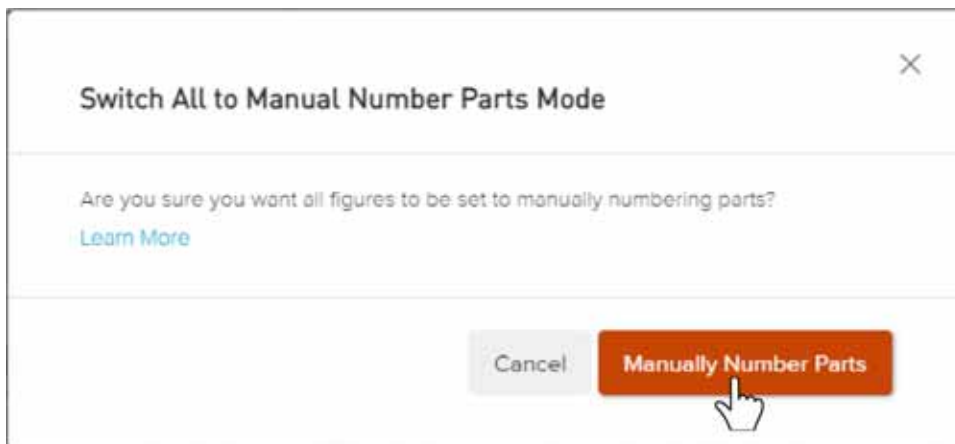 Switch All to Manual Number Parts Mode
Are you sure you want all figures to be set to manually numbering parts?
Learn More
Cancel
Manually Number Parts